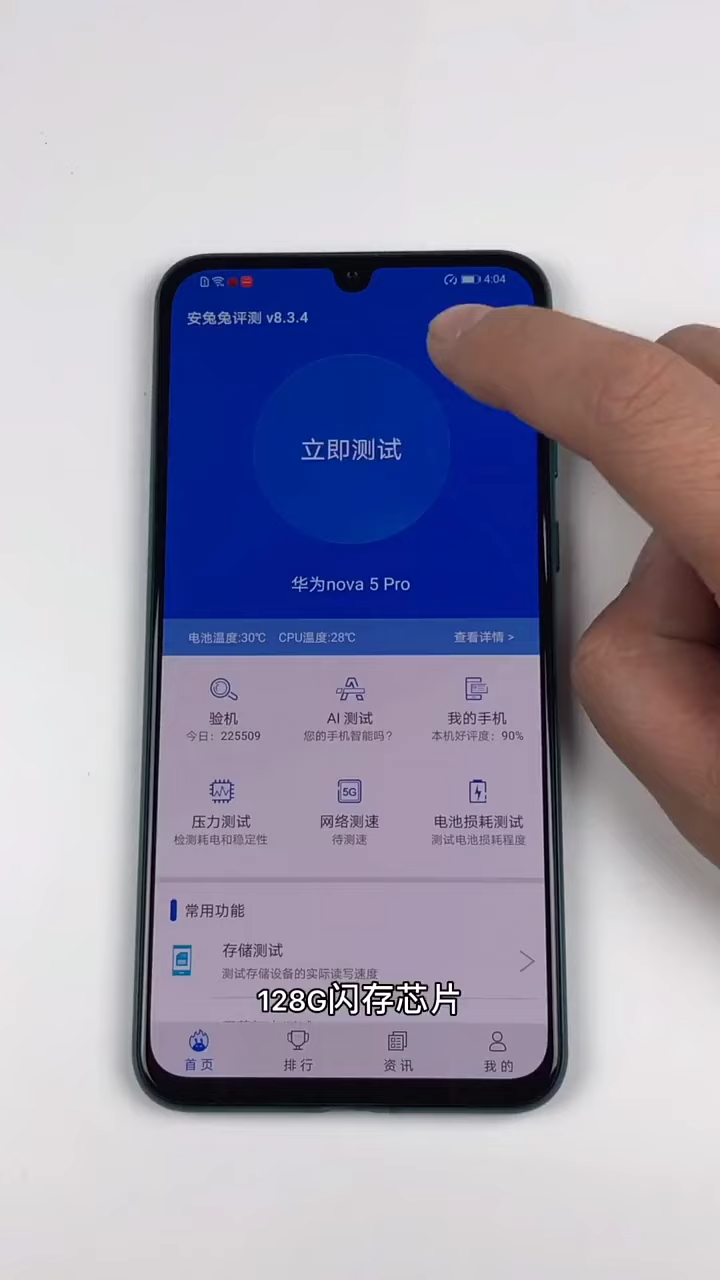 4:04
安兔兔评测 v8.3.4
立即测试
华为nova 5 Pro
电池温度:30℃ CPU温度:28℃ 查看详情 >
验机 AI 测试 我的手机
今日：225509 您的手机智能吗? 本机好评度：90%
5G
压力测试 网络测速 电池损耗测试
检测耗电和稳定性 待测速 测试电池损耗程度
常用功能
存储测试
测试存储设备的实际读写速度
128G闪存芯片
首页 排行 资讯 我的